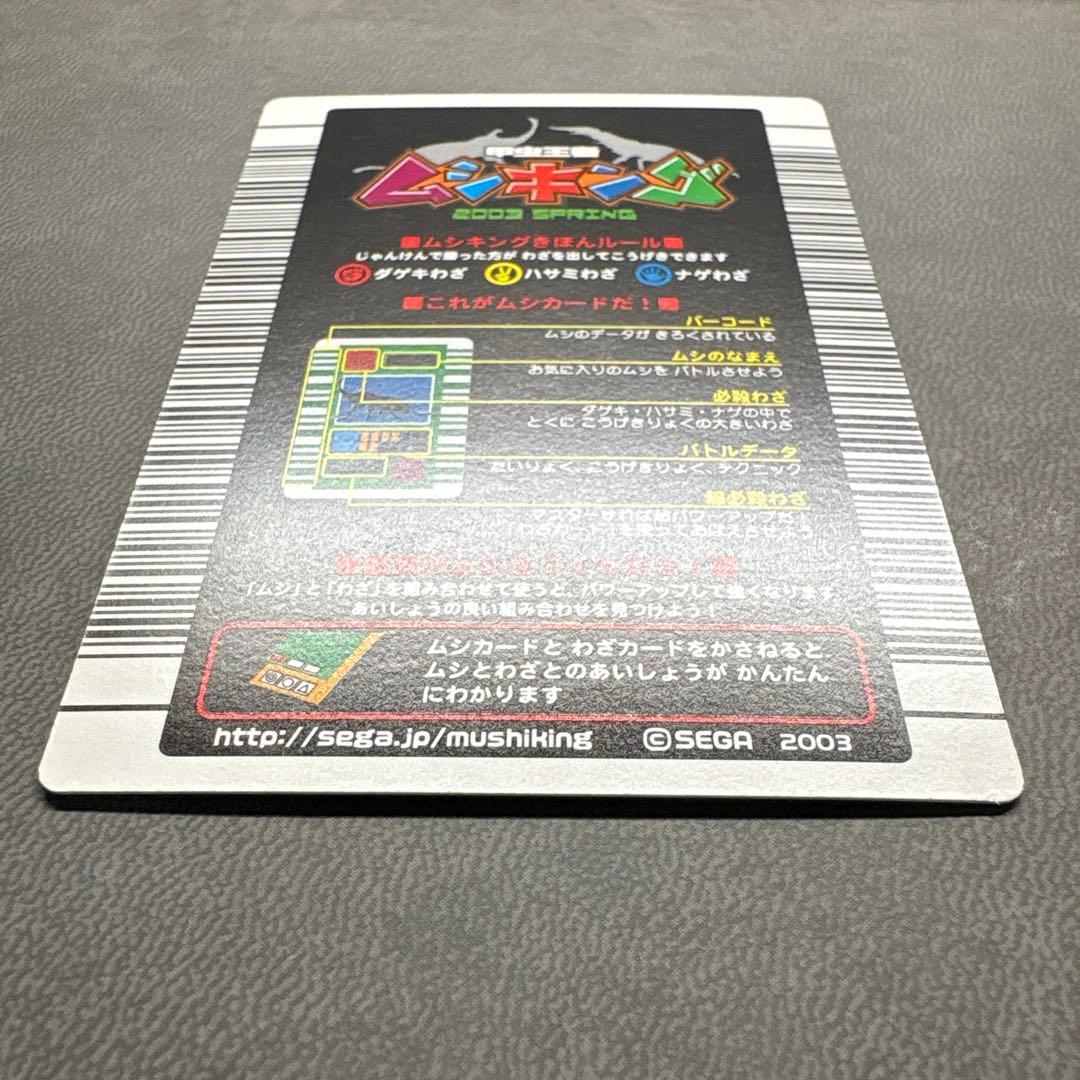 甲虫王者
ムシキング
2003 SPRING
ムシキングきほんルール
じゃんけんで勝った方が わざを出してこうげきできます
ダゲキわざ ハサミわざ ナゲわざ
これがムシカードだ!
バーコード
ムシのデータが きろくされている
ムシのなまえ
お気に入りのムシを バトルさせよう
必殺わざ
ダゲキ・ハサミ・ナゲの中で
とくに こうげきりょくの大きいわざ
バトルデータ
たいりょく、こうげきりょく、テクニック
超必殺わざ
「ムシ」と「わざ」を組み合わせて使うと、パワーアップして強くなります。
あいしょうの良い組み合わせを見つけよう!
ムシカードと わざカードをかさねると、
ムシとわざとのあいしょうが かんたん
にわかります
http://sega.jp/mushiking ©SEGA 2003